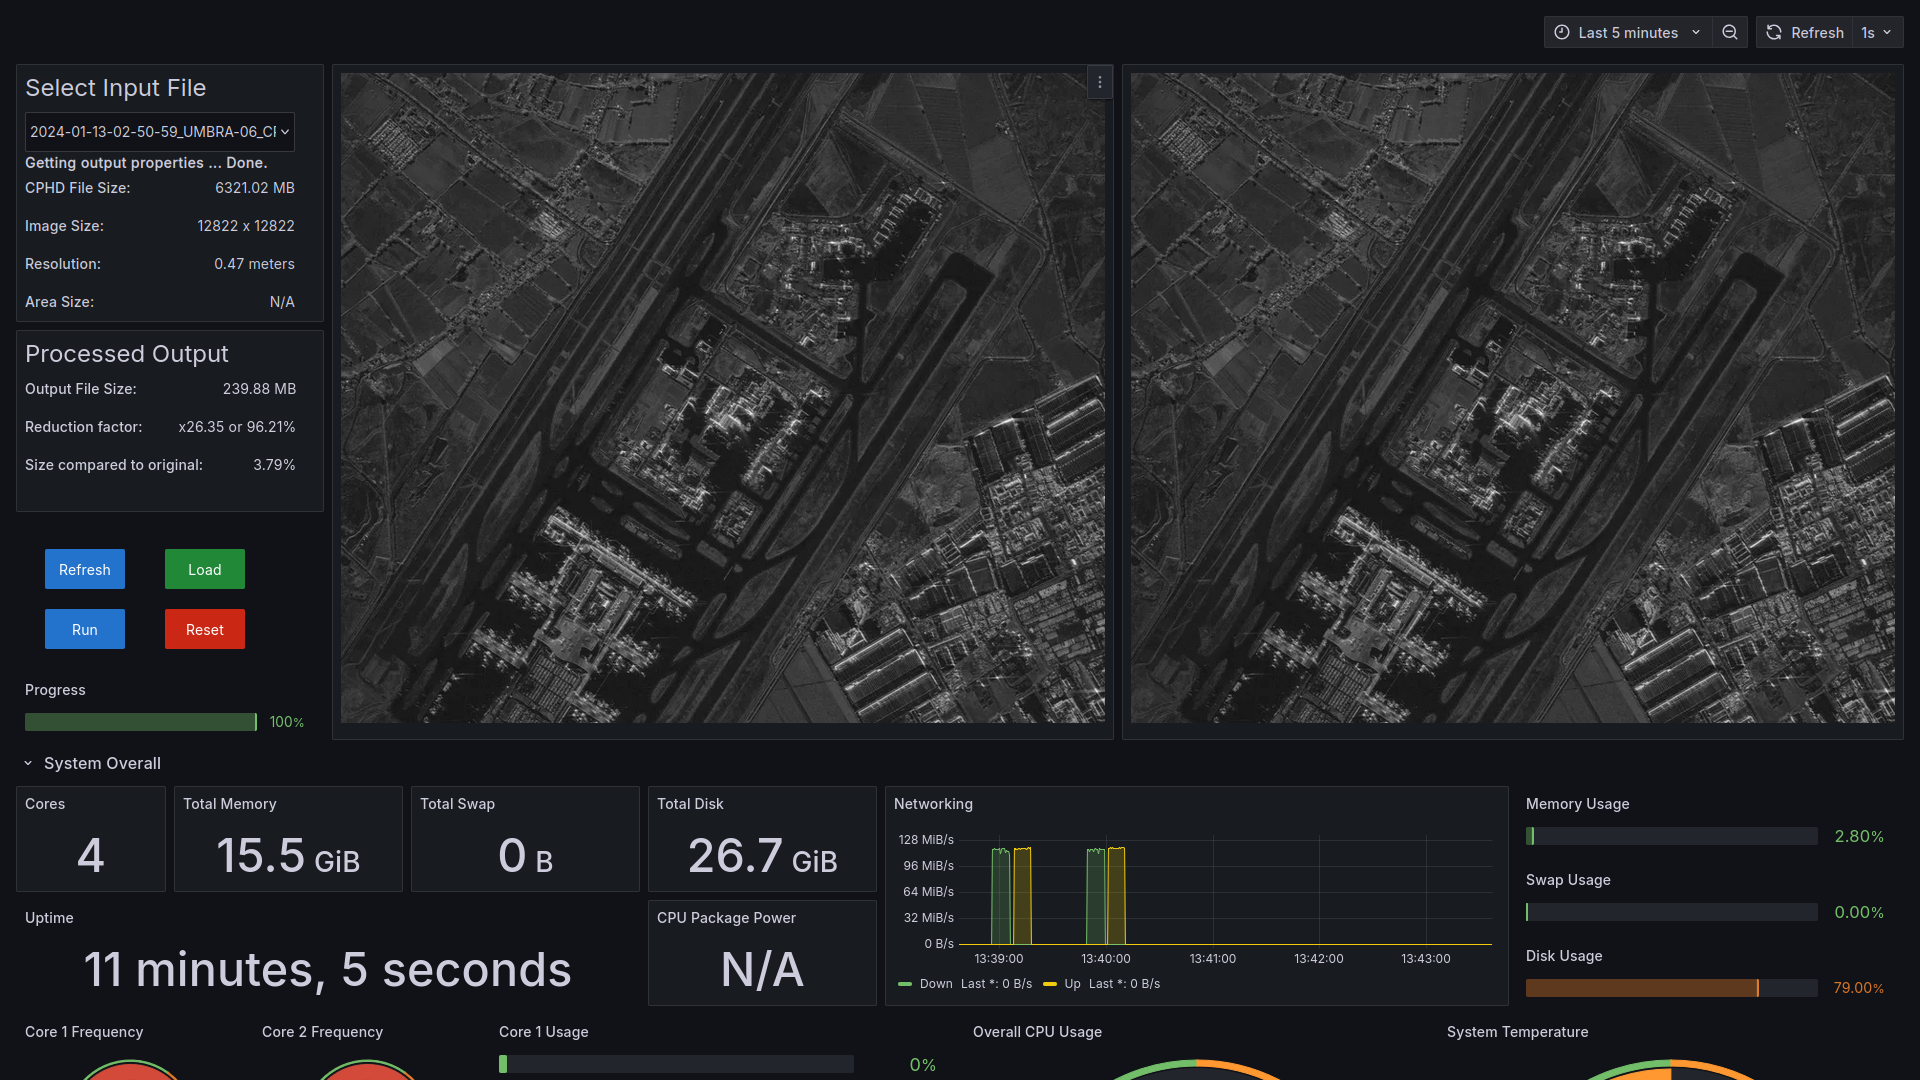 Last 5 minutes
Refresh
1s
Select Input File
2024-01-13-02-50-59_UMBRA-06_CF
Getting output properties ... Done.
CPHD File Size: 6321.02 MB
Image Size: 12822 x 12822
Resolution: 0.47 meters
Area Size: N/A
Processed Output
Output File Size: 239.88 MB
Reduction factor: x26.35 or 96.21%
Size compared to original: 3.79%
Refresh
Load
Run
Reset
Progress
100%
System Overall
Cores
4
Total Memory
15.5 GiB
Total Swap
0 B
Total Disk
26.7 GiB
Uptime
11 minutes, 5 seconds
CPU Package Power
N/A
Networking
128 MiB/s
96 MiB/s
64 MiB/s
32 MiB/s
0 B/s
13:39:00 13:40:00 13:41:00 13:42:00 13:43:00
Down Last *: 0 B/s Up Last *: 0 B/s
Memory Usage
2.80%
Swap Usage
0.00%
Disk Usage
79.00%
Core 1 Frequency
Core 2 Frequency
Core 1 Usage
0%
Overall CPU Usage
System Temperature